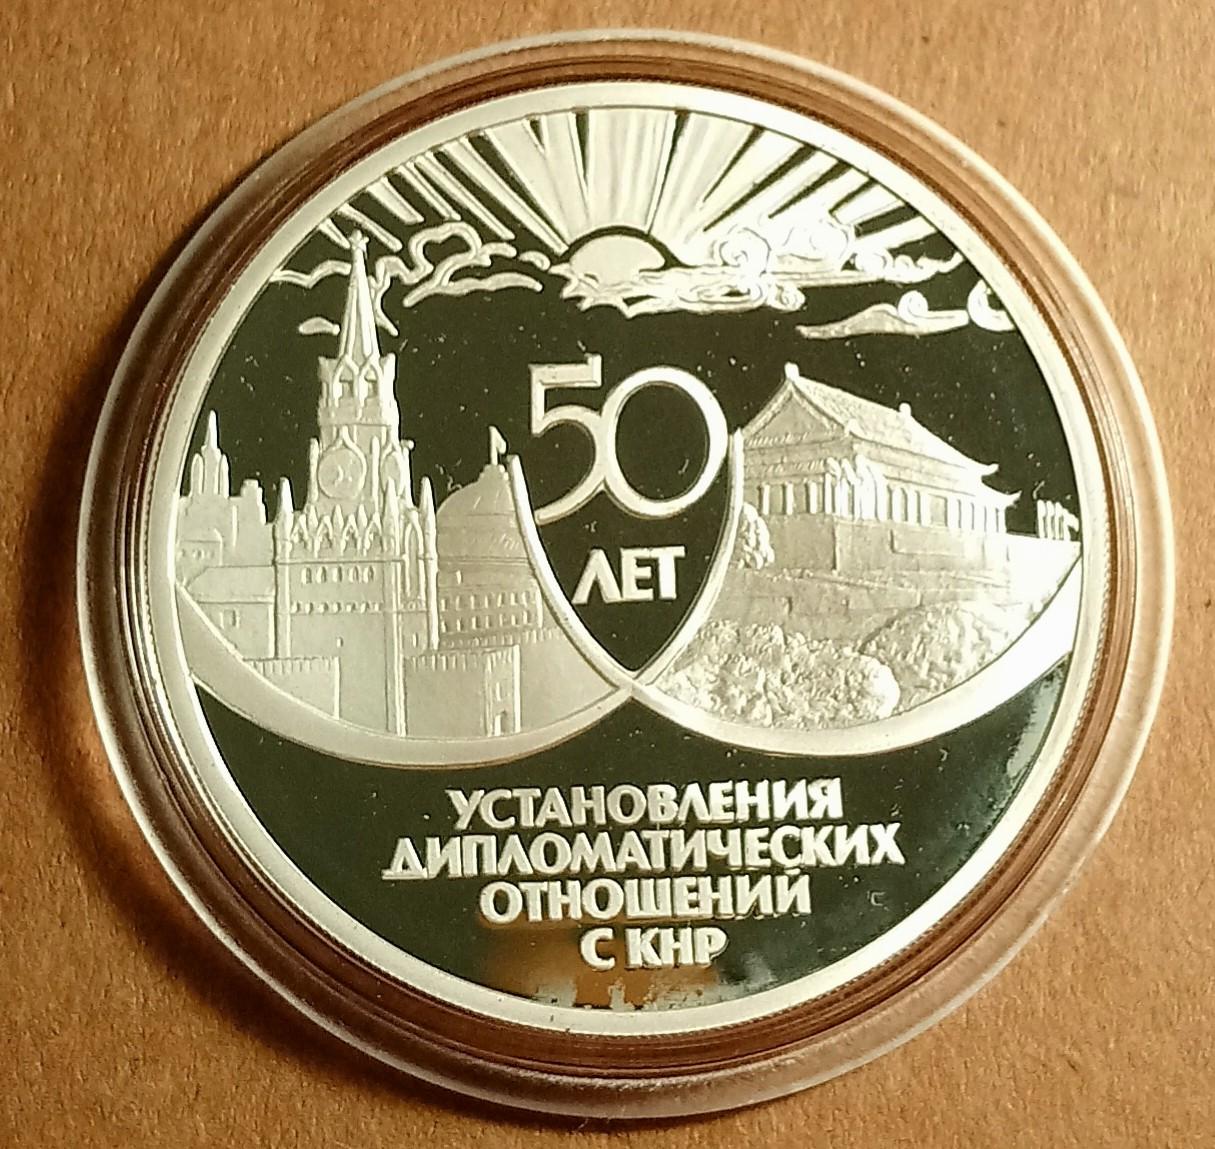 50
ЛЕТ
УСТАНОВЛЕНИЯ
ДИПЛОМАТИЧЕСКИХ
ОТНОШЕНИЙ
С КНР